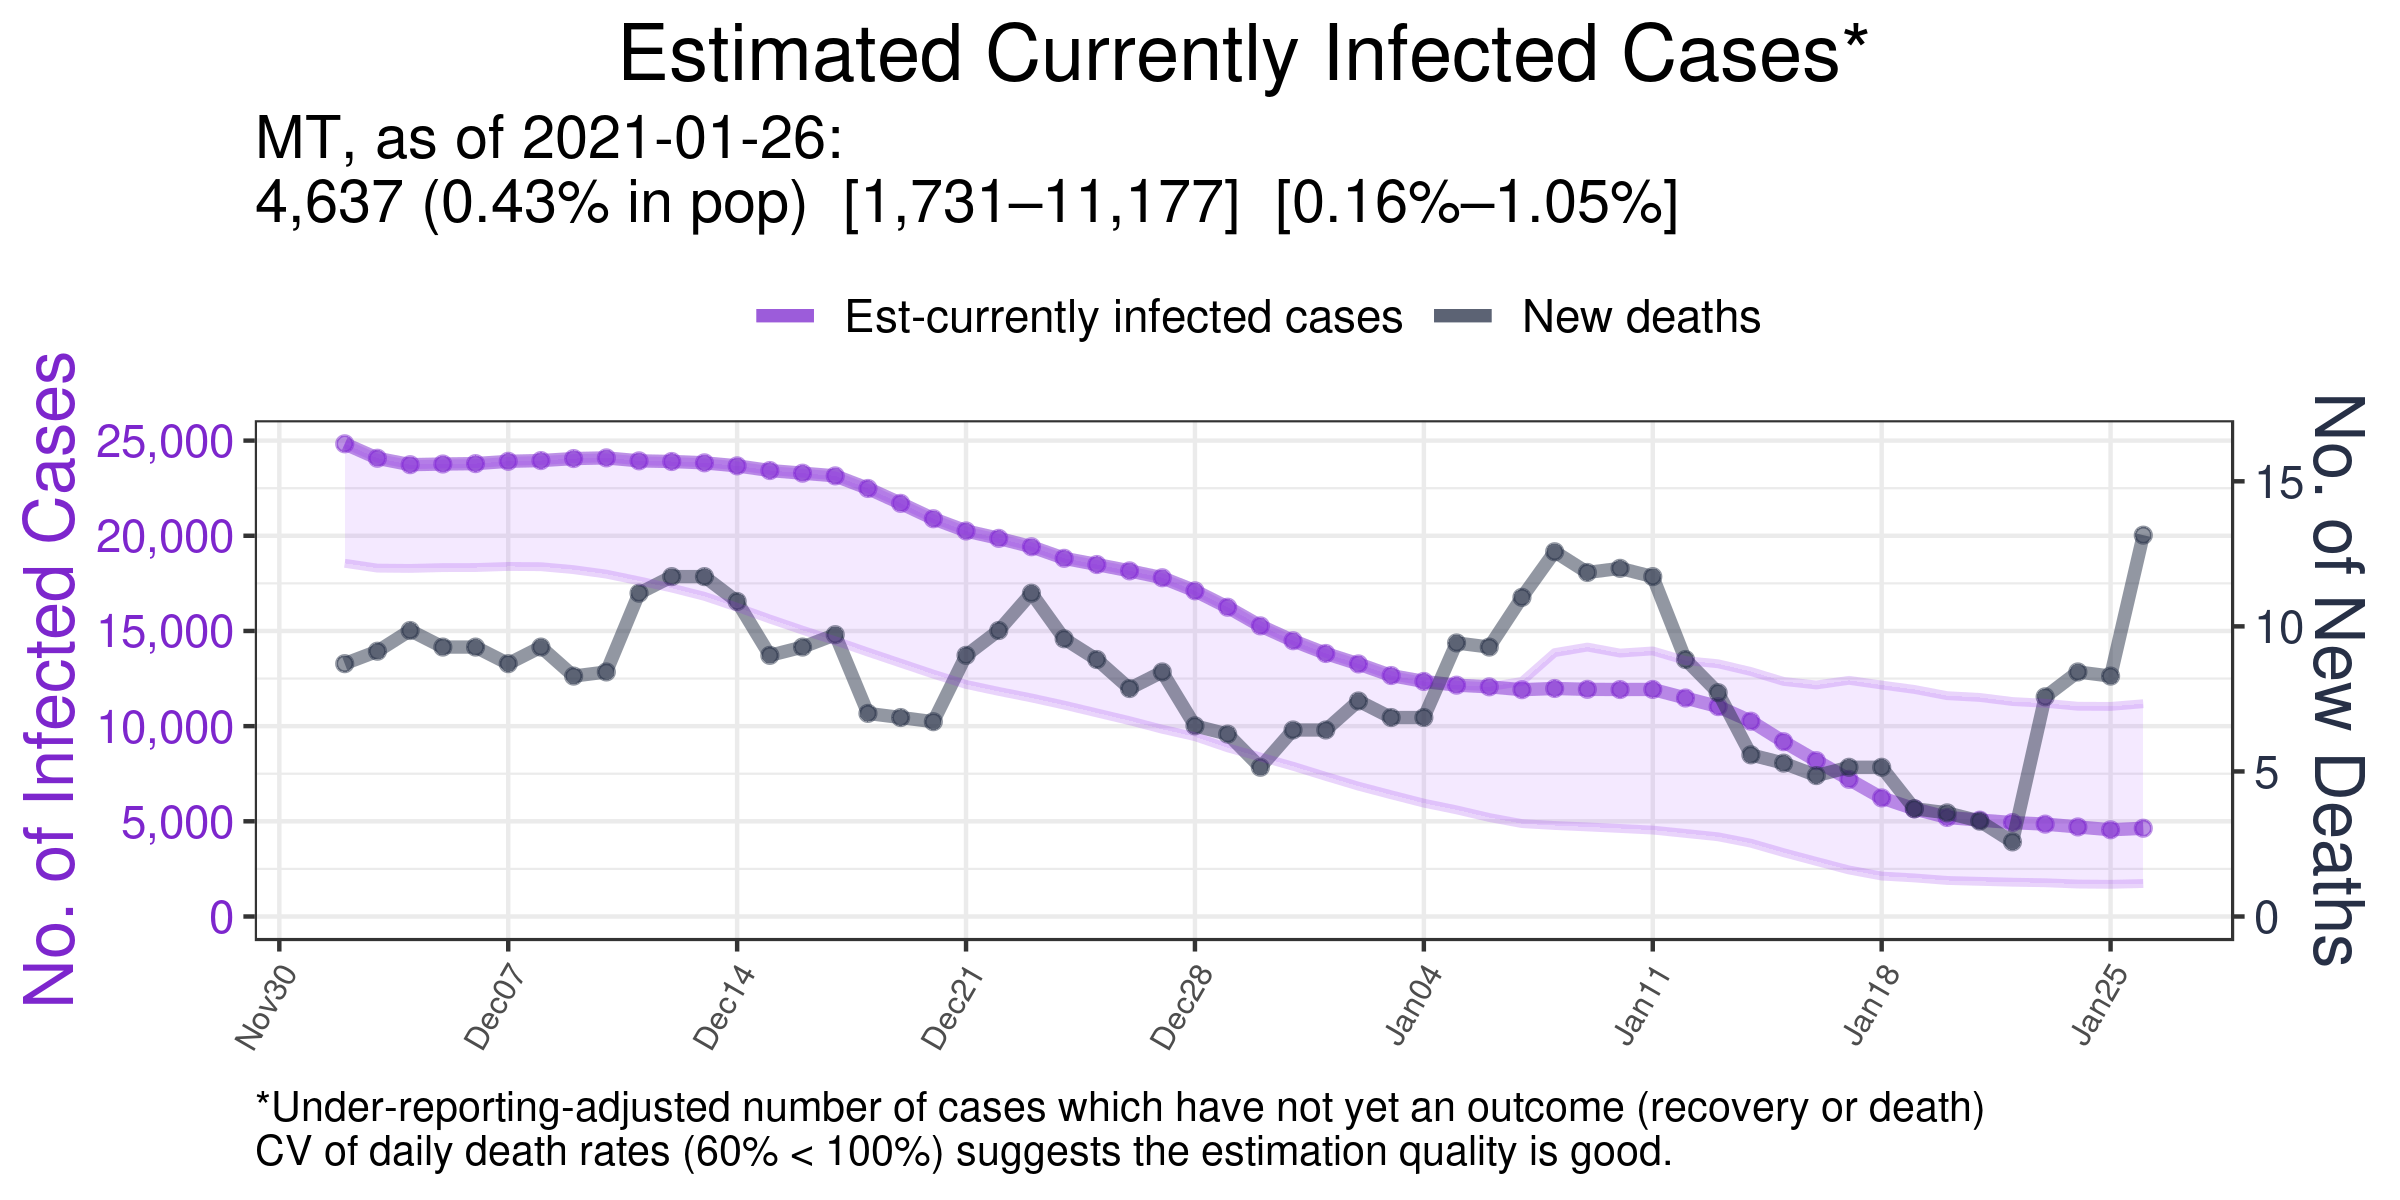 Estimated Currently Infected Cases*
MT, as of 2021-01-26:
4,637 (0.43% in pop)  [1,731–11,177]  [0.16%–1.05%]
Est-currently infected cases
New deaths
No. of Infected Cases
25,000
20,000
15,000
10,000
5,000
0
15
10
5
0
No. of New Deaths
Nov30
Dec07
Dec14
Dec21
Dec28
Jan04
Jan11
Jan18
Jan25
*Under-reporting-adjusted number of cases which have not yet an outcome (recovery or death)
CV of daily death rates (60% < 100%) suggests the estimation quality is good.